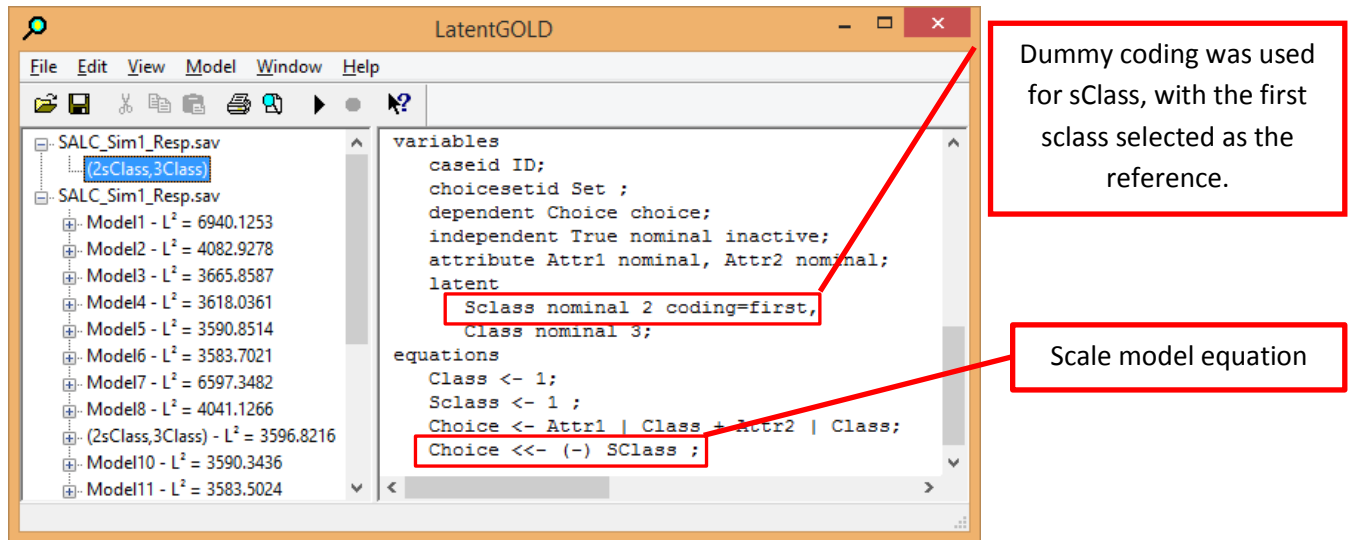 LatentGOLD
File Edit View Model Window Help
SALC_Sim1_Resp.sav
(2sClass,3Class)
SALC_Sim1_Resp.sav
Model1 - L² = 6940.1253
Model2 - L² = 4082.9278
Model3 - L² = 3665.8587
Model4 - L² = 3618.0361
Model5 - L² = 3590.8514
Model6 - L² = 3583.7021
Model7 - L² = 6597.3482
Model8 - L² = 4041.1266
(2sClass,3Class) - L² = 3596.8216
Model10 - L² = 3590.3436
Model11 - L² = 3583.5024
variables
caseid ID;
choicesetid Set ;
dependent Choice choice;
independent True nominal inactive;
attribute Attr1 nominal, Attr2 nominal;
latent
Sclass nominal 2 coding=first,
Class nominal 3;
equations
Class <- 1;
Sclass <- 1 ;
Choice <- Attr1 | Class + Attr2 | Class;
Choice <<- (-) SClass ;
Dummy coding was used
for sClass, with the first
sclass selected as the
reference.
Scale model equation